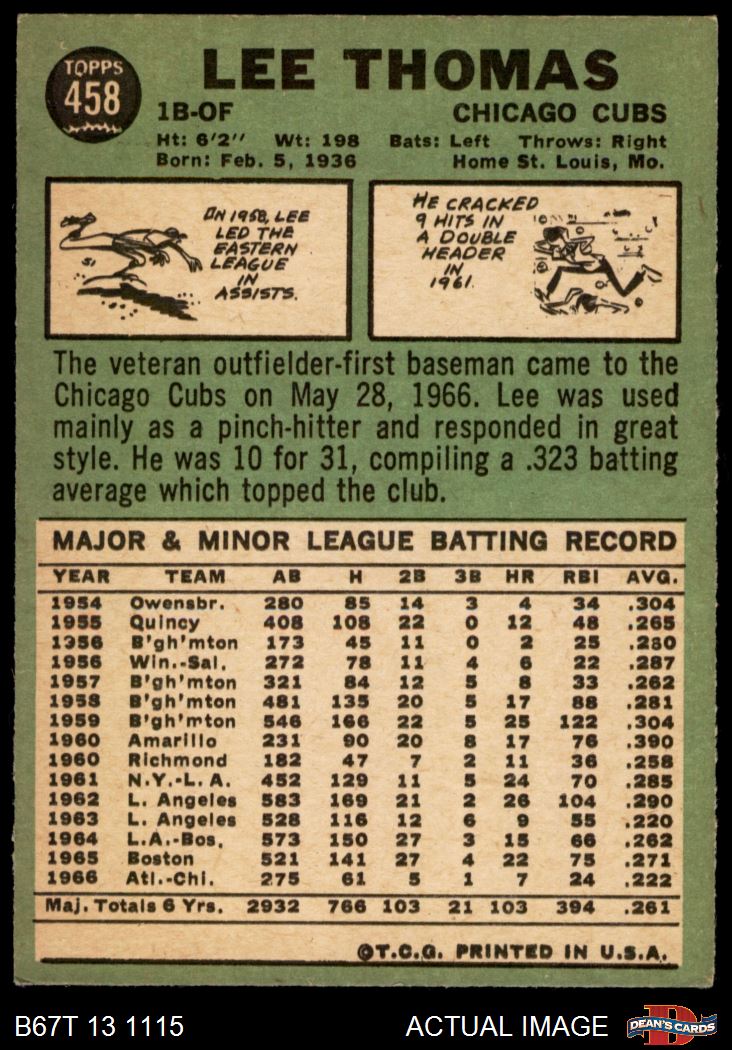 TOPPS
458
LEE THOMAS
1B-OF
CHICAGO CUBS
Ht: 6'2" Wt: 198 Bats: Left Throws: Right
Born: Feb. 5, 1936 Home St. Louis, Mo.
IN 1958, LEE
LED THE
EASTERN
LEAGUE
IN
ASSISTS.
HE CRACKED
9 HITS IN
A DOUBLE
HEADER
IN
1961.
The veteran outfielder-first baseman came to the
Chicago Cubs on May 28, 1966. Lee was used
mainly as a pinch-hitter and responded in great
style. He was 10 for 31, compiling a .323 batting
average which topped the club.
MAJOR & MINOR LEAGUE BATTING RECORD
YEAR TEAM AB H 2B 3B HR RBI AVG.
1954 Owensbr. 280 85 14 3 4 34 .304
1955 Quincy 408 108 22 0 12 48 .265
1956 B'gh'mton 173 45 11 0 2 25 .260
1956 Win.-Sal. 272 78 11 4 6 22 .287
1957 B'gh'mton 321 84 12 5 8 33 .262
1958 B'gh'mton 481 135 20 5 17 88 .281
1959 B'gh'mton 546 166 22 5 25 122 .304
1960 Amarillo 231 90 20 8 17 76 .390
1960 Richmond 182 47 7 2 11 36 .258
1961 N.Y.-L.A. 452 129 11 5 24 70 .285
1962 L. Angeles 583 169 21 2 26 104 .290
1963 L. Angeles 528 116 12 6 9 55 .220
1964 L.A.-Bos. 573 150 27 3 15 66 .262
1965 Boston 521 141 27 4 22 75 .271
1966 Atl.-Chi. 275 61 5 1 7 24 .222
Maj. Totals 6 Yrs. 2932 766 103 21 103 394 .261
©T.C.G. PRINTED IN U.S.A.
B67T 13 1115
ACTUAL IMAGE
D
DEAN'S CARDS